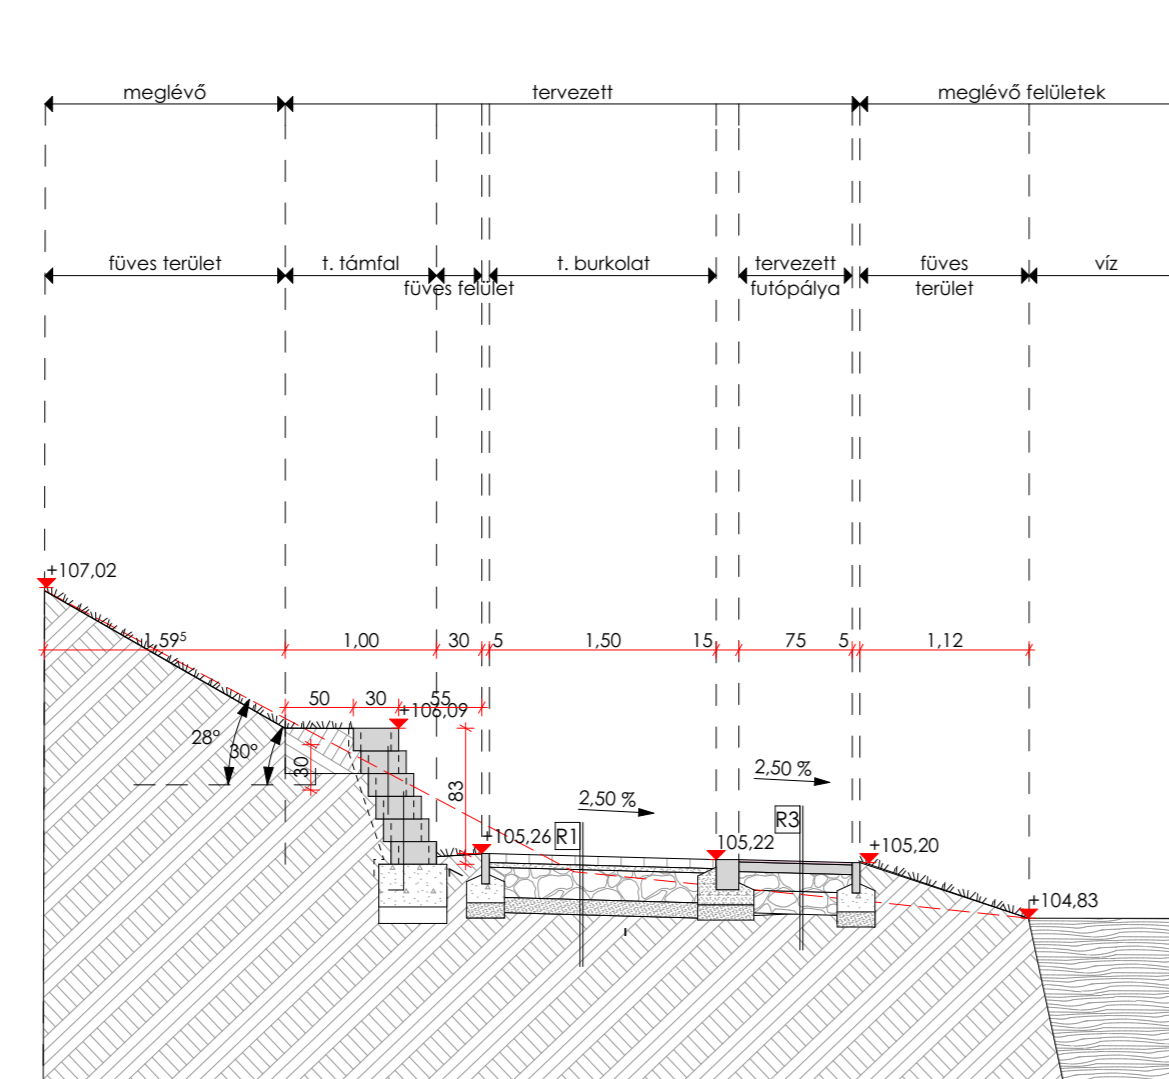 meglévő
tervezett
meglévő felületek
füves terület
t. támfal
füves felület
t. burkolat
tervezett
futópálya
füves
terület
víz
+107,02
1,59⁵
1,00
30
5
1,50
15
75
5
1,12
50
30
55
+106,09
28°
30°
30
83
2,50 %
2,50 %
+105,26
R1
R3
105,22
+105,20
+104,83